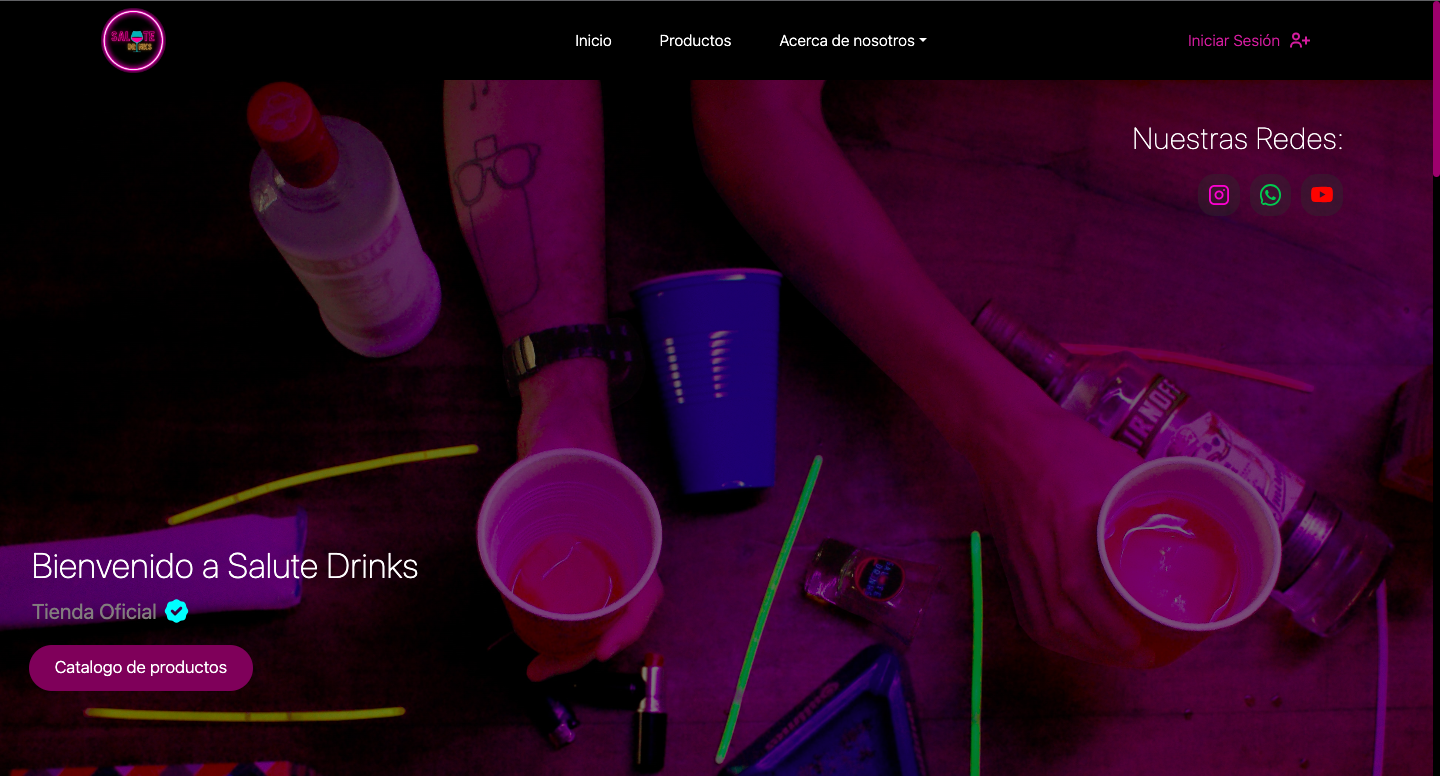 SALUTE
DRINKS
Inicio
Productos
Acerca de nosotros
Iniciar Sesión
Nuestras Redes:
Bienvenido a Salute Drinks
Tienda Oficial
Catalogo de productos